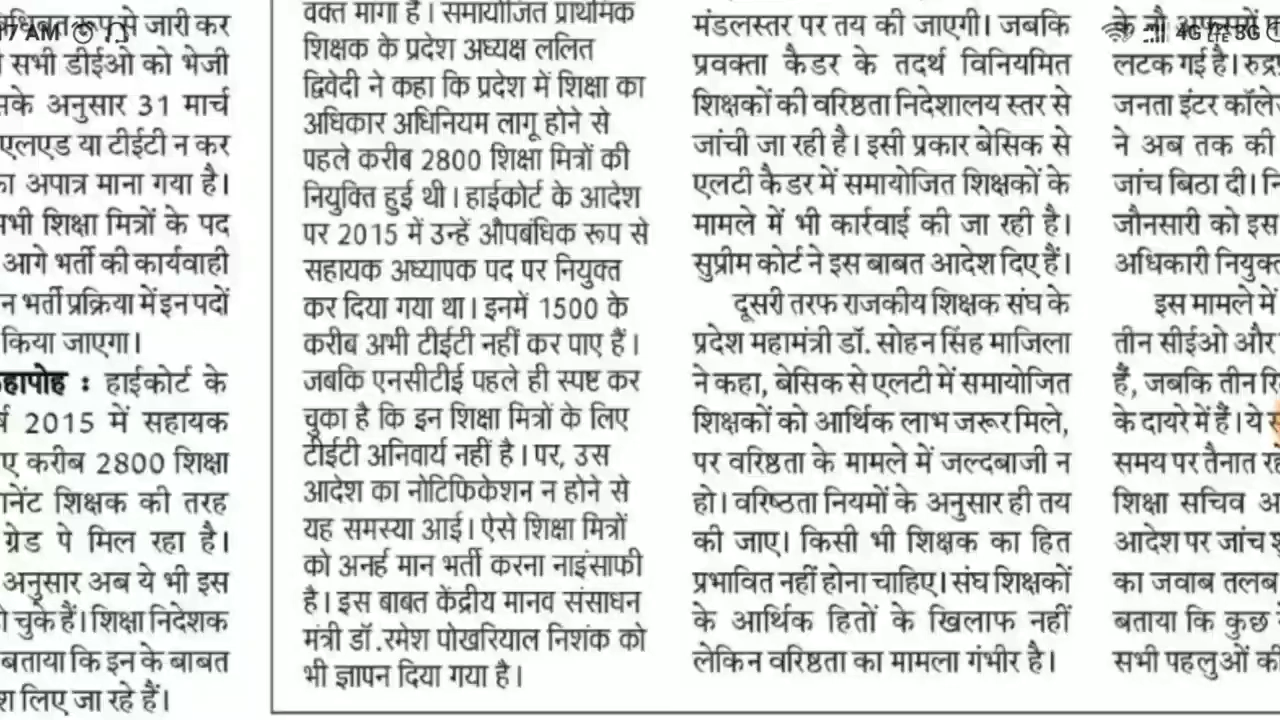 से जारी कर
सभी डीईओ को भेजी
के अनुसार 31 मार्च
या टीईटी न कर
अपात्र माना गया है।
शिक्षा मित्रों के पद
आगे भर्ती की कार्यवाही
भर्ती प्रक्रिया में इन पदों
किया जाएगा।
: हाईकोर्ट के
2015 में सहायक
करीब 2800 शिक्षा
शिक्षक की तरह
ग्रेड पे मिल रहा है।
अनुसार अब ये भी इस
चुके हैं। शिक्षा निदेशक
बताया कि इन के बाबत
लिए जा रहे हैं।
वक्त मांगा है। समायोजित प्राथमिक
शिक्षक के प्रदेश अध्यक्ष ललित
द्विवेदी ने कहा कि प्रदेश में शिक्षा का
अधिकार अधिनियम लागू होने से
पहले करीब 2800 शिक्षा मित्रों की
नियुक्ति हुई थी। हाईकोर्ट के आदेश
पर 2015 में उन्हें औपबंधिक रूप से
सहायक अध्यापक पद पर नियुक्त
कर दिया गया था। इनमें 1500 के
करीब अभी टीईटी नहीं कर पाए हैं।
जबकि एनसीटीई पहले ही स्पष्ट कर
चुका है कि इन शिक्षा मित्रों के लिए
टीईटी अनिवार्य नहीं है। पर, उस
आदेश का नोटिफिकेशन न होने से
यह समस्या आई। ऐसे शिक्षा मित्रों
को अनर्ह मान भर्ती करना नाइंसाफी
है। इस बाबत केंद्रीय मानव संसाधन
मंत्री डॉ.रमेश पोखरियाल निशंक को
भी ज्ञापन दिया गया है।
मंडलस्तर पर तय की जाएगी। जबकि
प्रवक्ता कैडर के तदर्थ विनियमित
शिक्षकों की वरिष्ठता निदेशालय स्तर से
जांची जा रही है। इसी प्रकार बेसिक से
एलटी कैडर में समायोजित शिक्षकों के
मामले में भी कार्रवाई की जा रही है।
सुप्रीम कोर्ट ने इस बाबत आदेश दिए हैं।
दूसरी तरफ राजकीय शिक्षक संघ के
प्रदेश महामंत्री डॉ. सोहन सिंह माजिला
ने कहा, बेसिक से एलटी में समायोजित
शिक्षकों को आर्थिक लाभ जरूर मिले,
पर वरिष्ठता के मामले में जल्दबाजी न
हो। वरिष्ठता नियमों के अनुसार ही तय
की जाए। किसी भी शिक्षक का हित
प्रभावित नहीं होना चाहिए। संघ शिक्षकों
के आर्थिक हितों के खिलाफ नहीं
लेकिन वरिष्ठता का मामला गंभीर है।
4G 3G
लटक गई है।
जनता इंटर
ने अब तक की
जांच बिठा दी।
जौनसारी को इस
अधिकारी
इस मामले में
तीन सीईओ और
हैं, जबकि तीन
के दायरे में हैं। ये
समय पर तैनात
शिक्षा सचिव
आदेश पर जांच
का जवाब तलब
बताया कि कुछ
सभी पहलुओं की